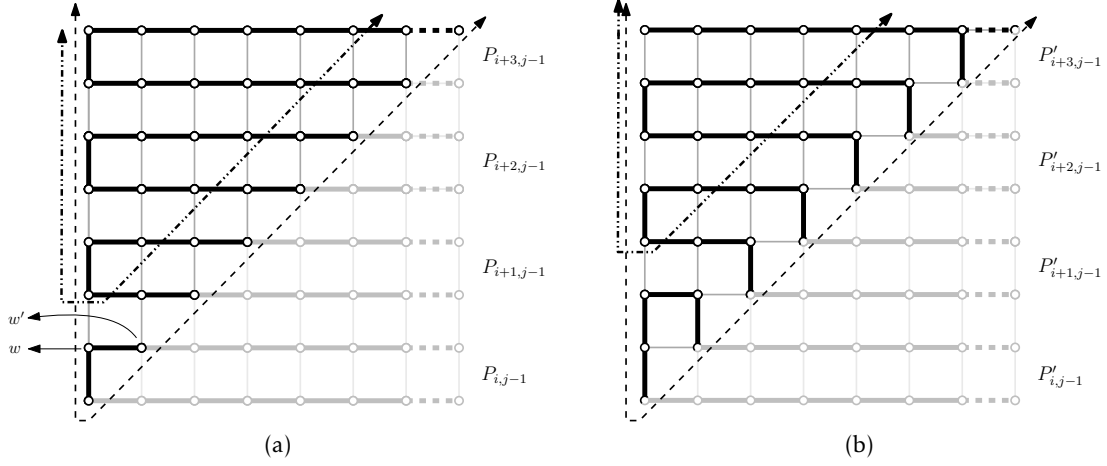 P_{i+3,j-1}
P_{i+2,j-1}
P_{i+1,j-1}
w′
w
P_{i,j-1}
(a)
P′_{i+3,j-1}
P′_{i+2,j-1}
P′_{i+1,j-1}
P′_{i,j-1}
(b)